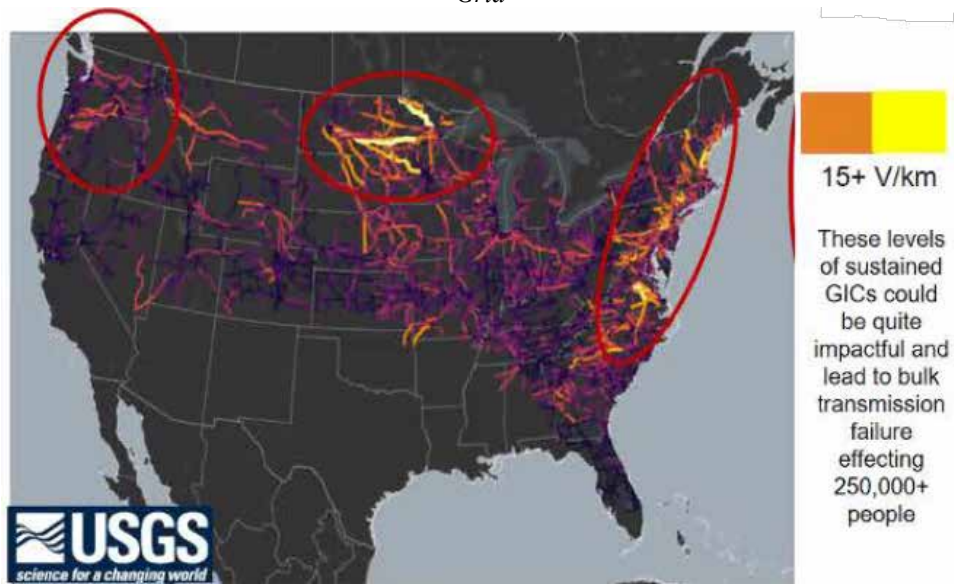 Grid
15+ V/km
These levels
of sustained
GICs could
be quite
impactful and
lead to bulk
transmission
failure
effecting
250,000+
people
USGS
science for a changing world